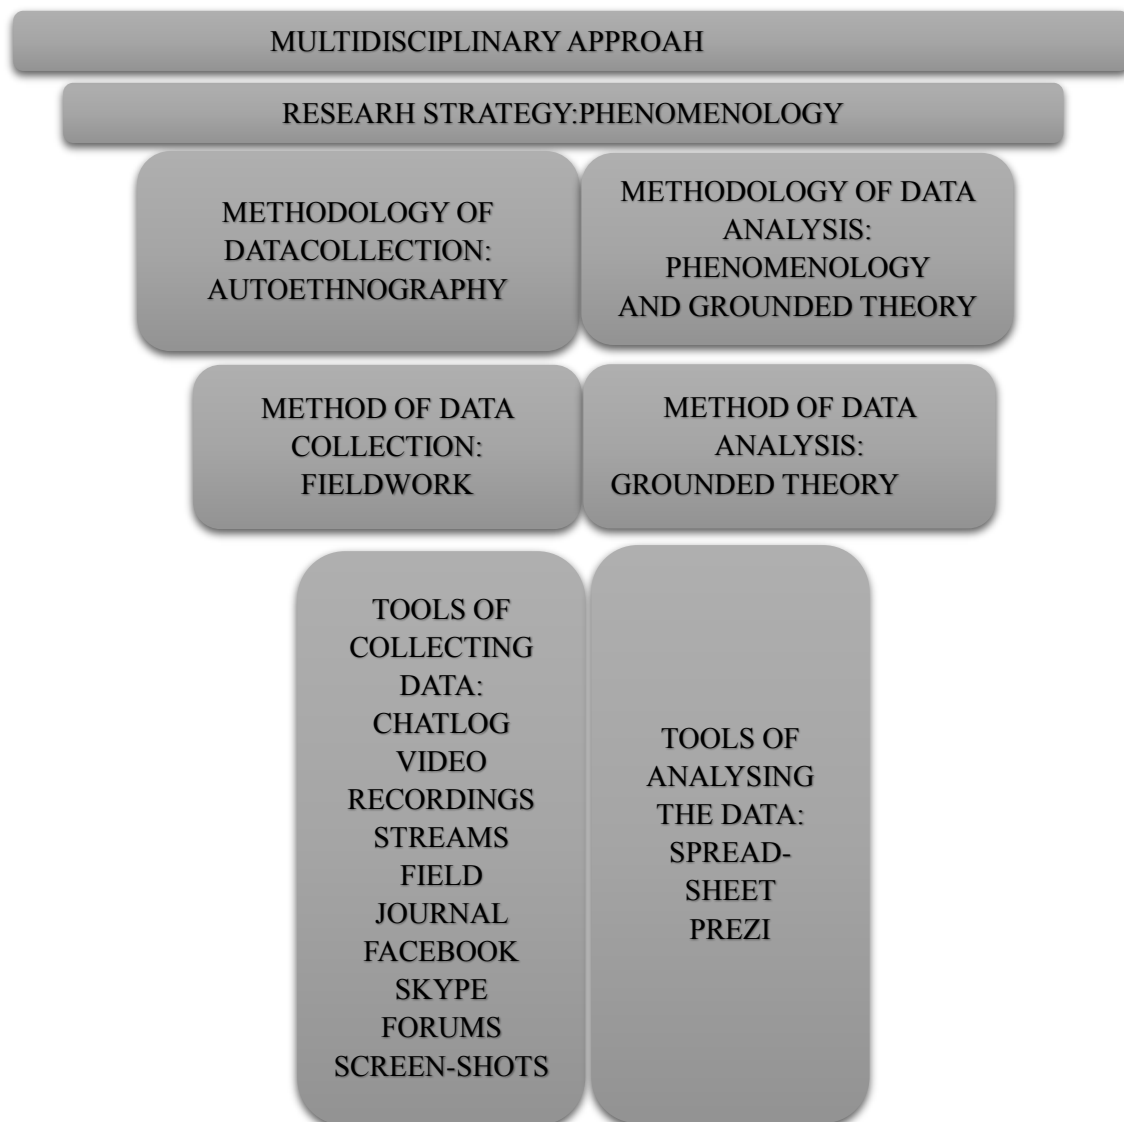 MULTIDISCIPLINARY APPROAH
RESEARH STRATEGY:PHENOMENOLOGY
METHODOLOGY OF
DATACOLLECTION:
AUTOETHNOGRAPHY
METHODOLOGY OF DATA
ANALYSIS:
PHENOMENOLOGY
AND GROUNDED THEORY
METHOD OF DATA
COLLECTION:
FIELDWORK
METHOD OF DATA
ANALYSIS:
GROUNDED THEORY
TOOLS OF
COLLECTING
DATA:
CHATLOG
VIDEO
RECORDINGS
STREAMS
FIELD
JOURNAL
FACEBOOK
SKYPE
FORUMS
SCREEN-SHOTS
TOOLS OF
ANALYSING
THE DATA:
SPREAD-
SHEET
PREZI